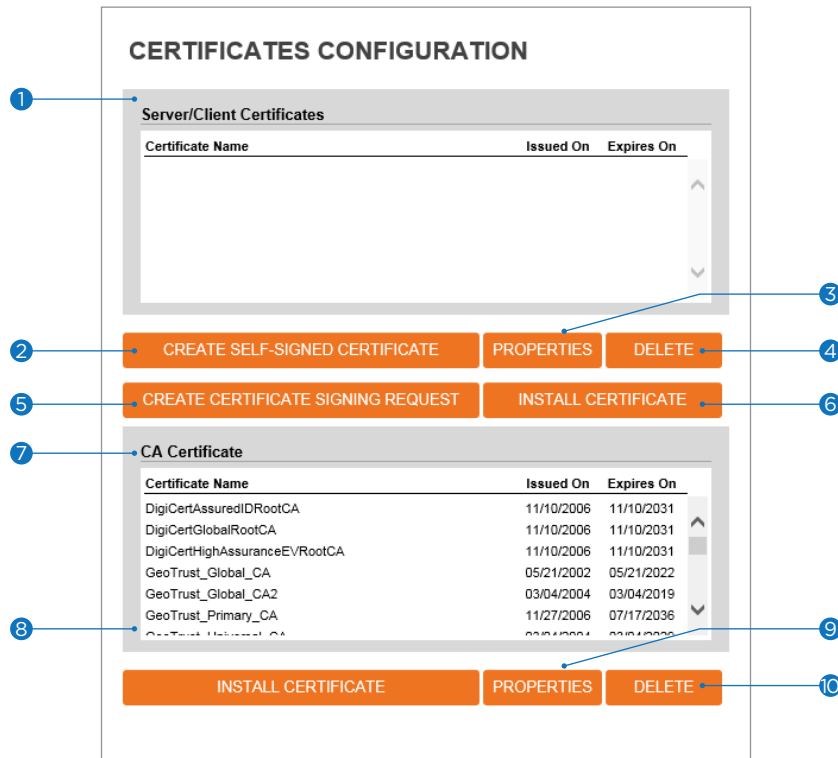 CERTIFICATES CONFIGURATION
1
Server/Client Certificates
Certificate Name Issued On Expires On
3
2 CREATE SELF-SIGNED CERTIFICATE PROPERTIES DELETE 4
5 CREATE CERTIFICATE SIGNING REQUEST INSTALL CERTIFICATE 6
7 CA Certificate
Certificate Name Issued On Expires On
DigiCertAssuredIDRootCA 11/10/2006 11/10/2031
DigiCertGlobalRootCA 11/10/2006 11/10/2031
DigiCertHighAssuranceEVRootCA 11/10/2006 11/10/2031
GeoTrust_Global_CA 05/21/2002 05/21/2022
GeoTrust_Global_CA2 03/04/2004 03/04/2019
GeoTrust_Primary_CA 11/27/2006 07/17/2036
8 GeoTrust_Universal_CA 9
INSTALL CERTIFICATE PROPERTIES DELETE 10